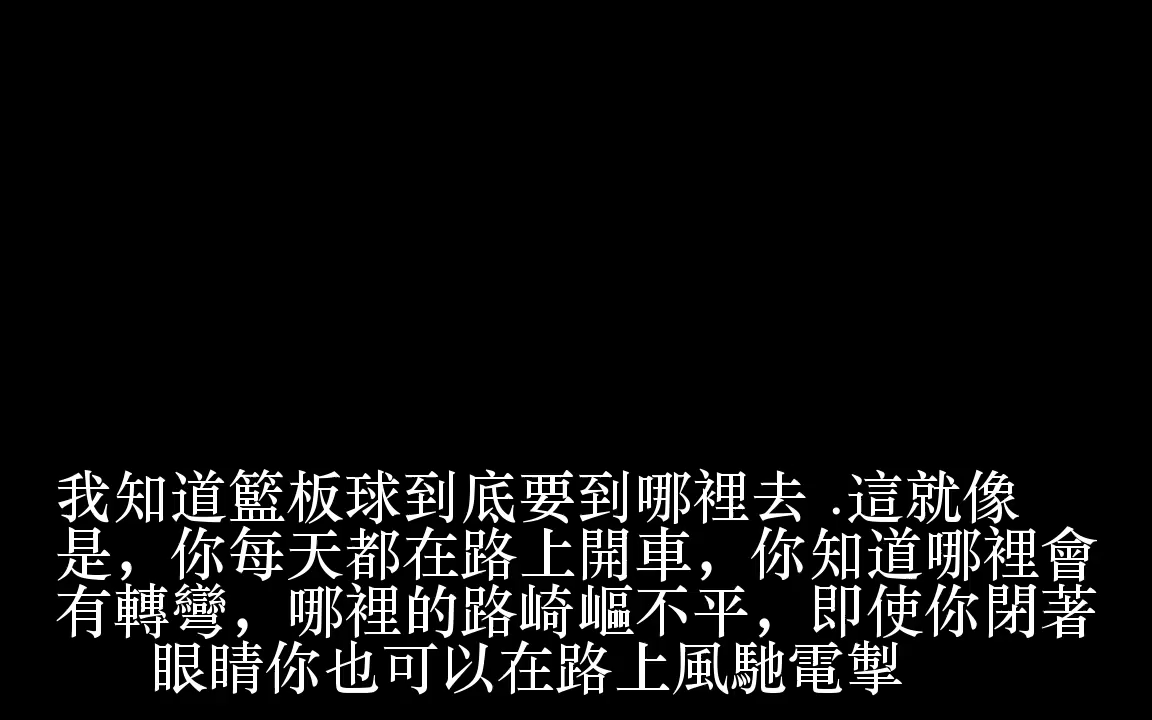 我知道籃板球到底要到哪裡去 .這就像
是，你每天都在路上開車，你知道哪裡會
有轉彎，哪裡的路崎嶇不平，即使你閉著
眼睛你也可以在路上風馳電掣